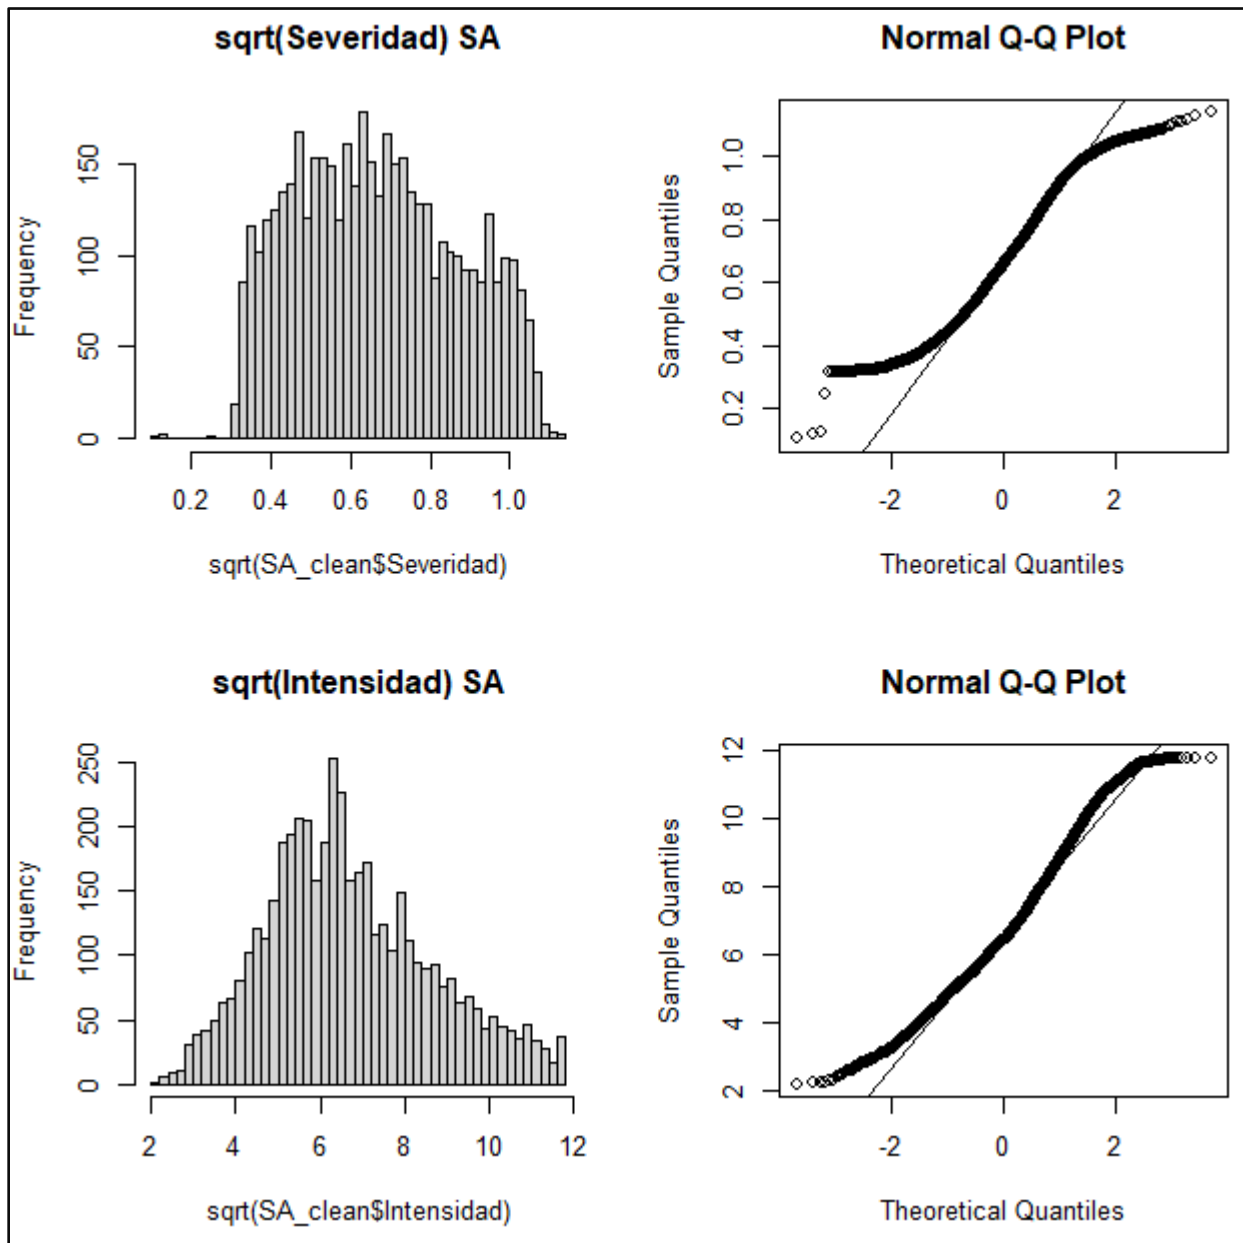 sqrt(Severidad) SA
Frequency
150
100
50
0
0.2 0.4 0.6 0.8 1.0
sqrt(SA_clean$Severidad)
Normal Q-Q Plot
Sample Quantiles
1.0
0.8
0.6
0.4
0.2
-2 0 2
Theoretical Quantiles
sqrt(Intensidad) SA
Frequency
250
200
150
100
50
0
2 4 6 8 10 12
sqrt(SA_clean$Intensidad)
Normal Q-Q Plot
Sample Quantiles
12
10
8
6
4
2
-2 0 2
Theoretical Quantiles